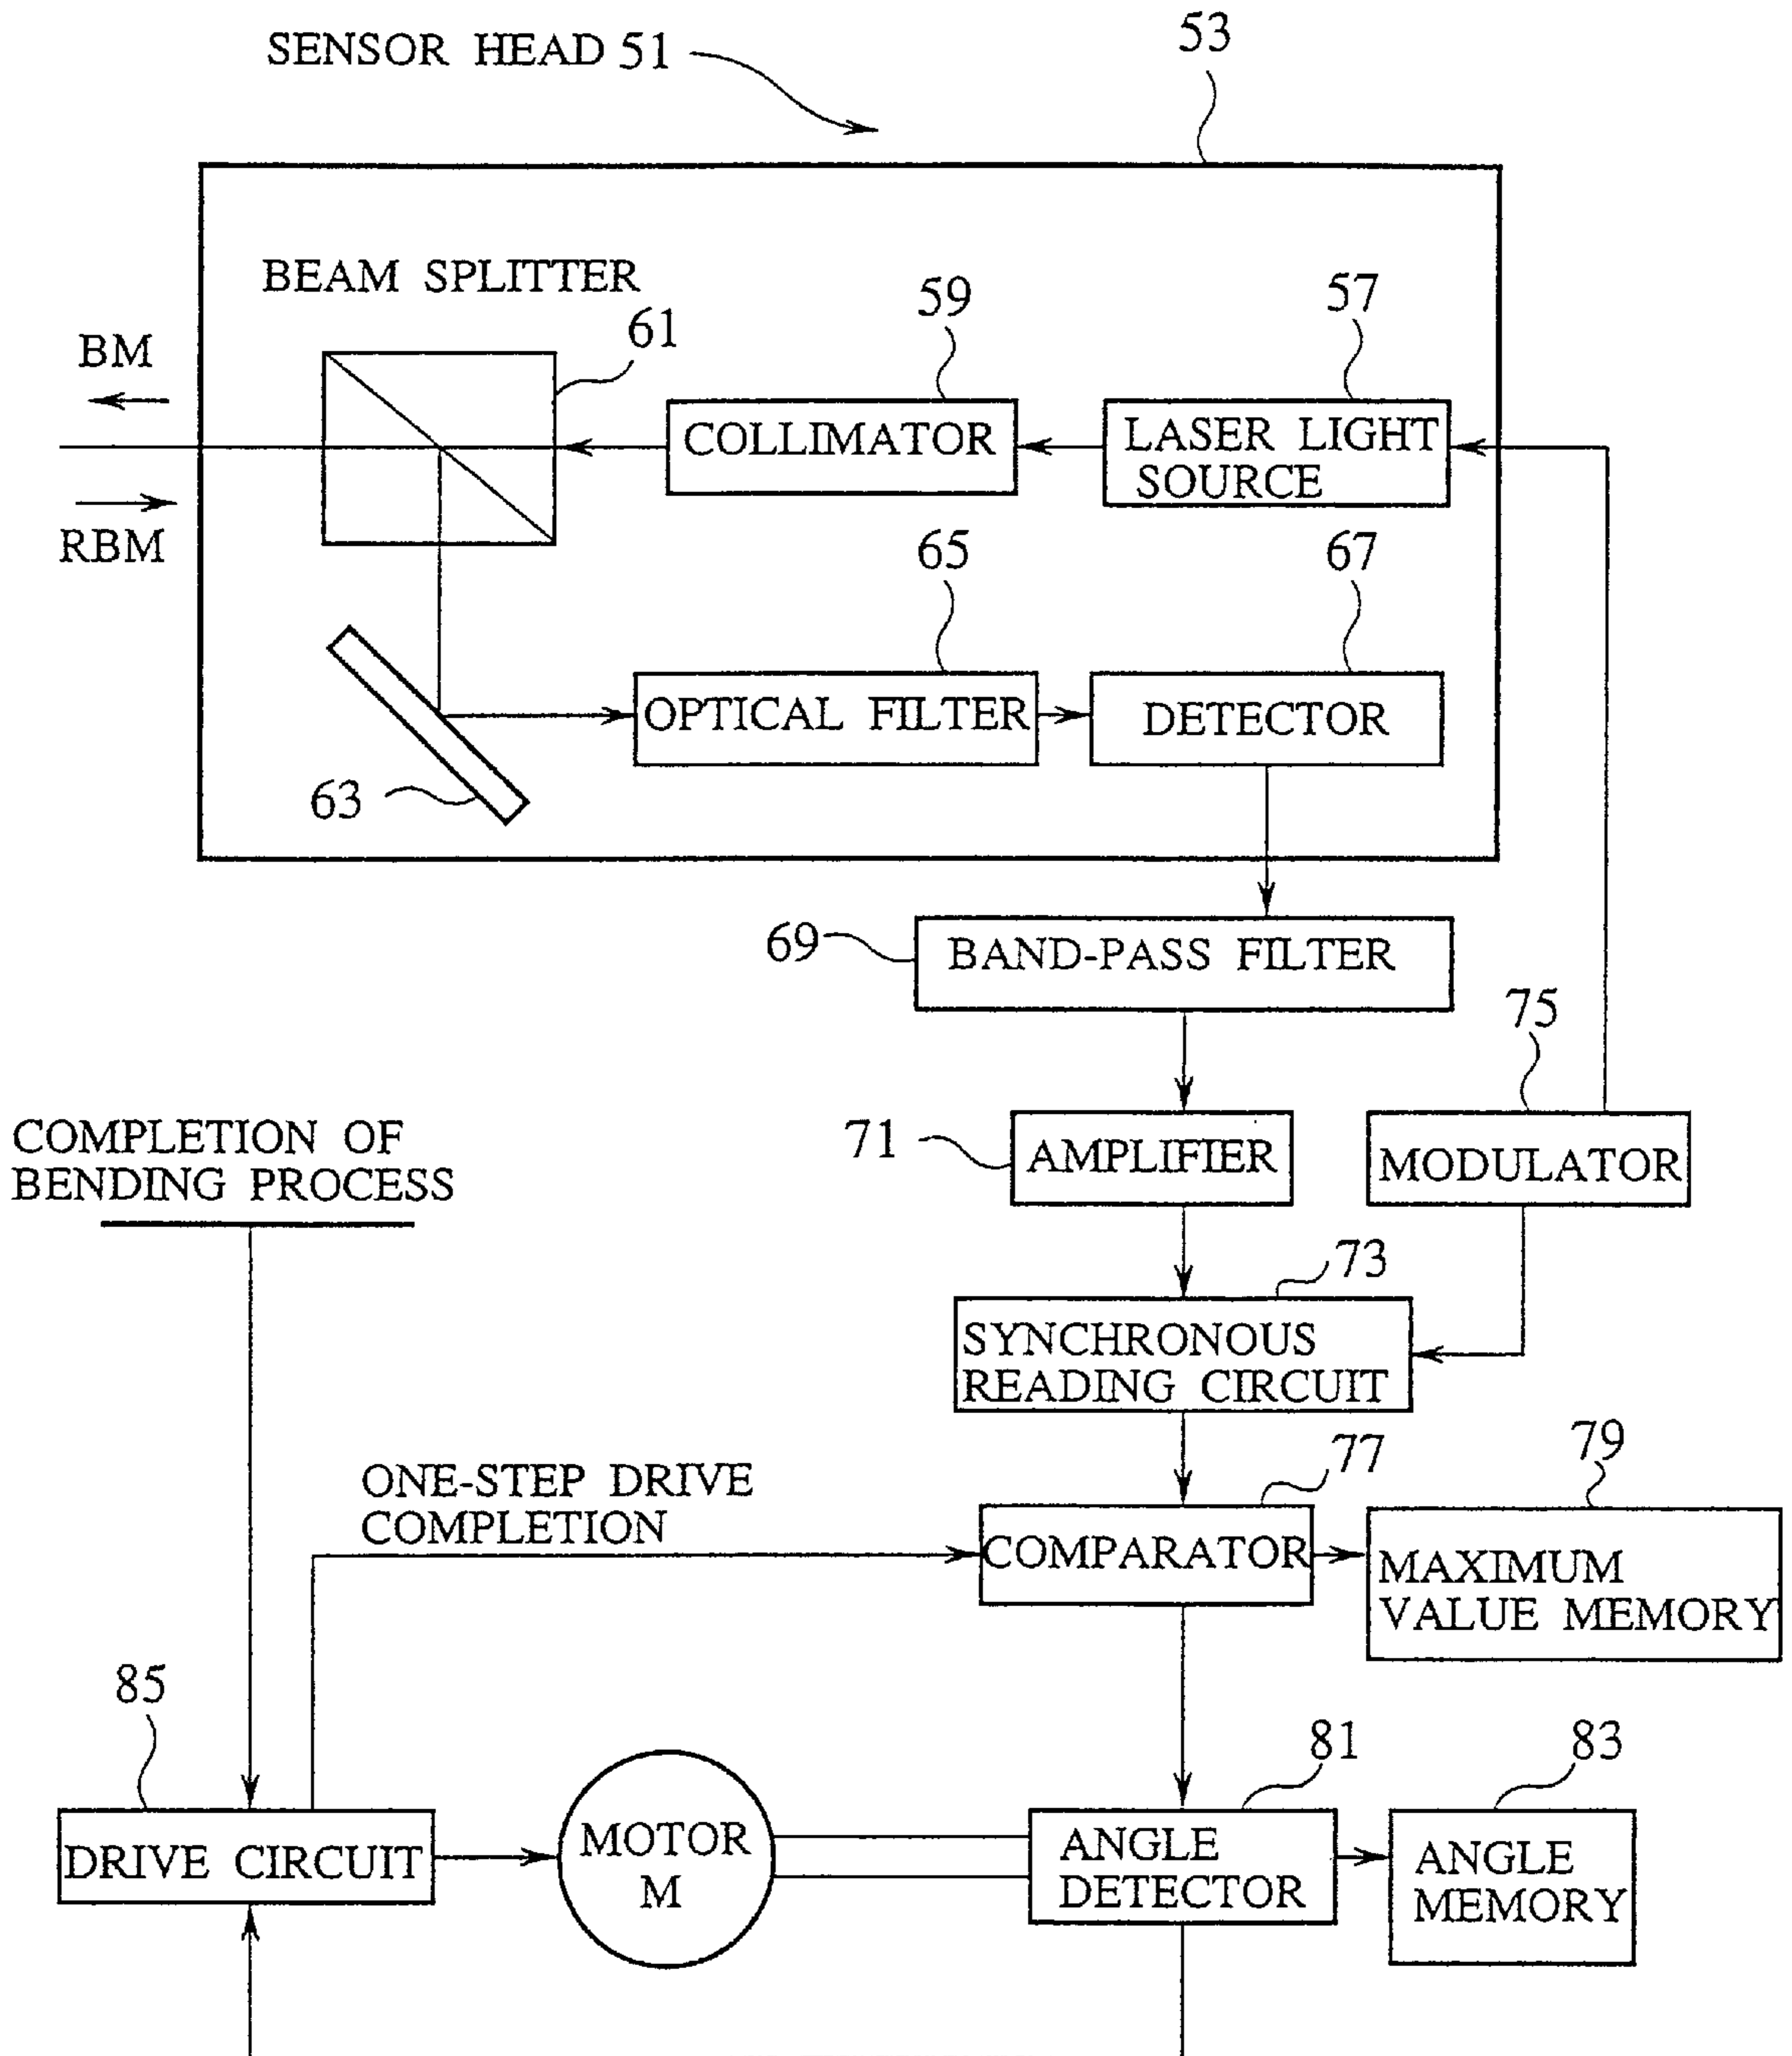 SENSOR HEAD 51
53
BEAM SPLITTER
61
59
57
BM
COLLIMATOR
LASER LIGHT
SOURCE
RBM
65
67
OPTICAL FILTER
DETECTOR
63
69
BAND-PASS FILTER
75
COMPLETION OF
BENDING PROCESS
71
AMPLIFIER
MODULATOR
73
SYNCHRONOUS
READING CIRCUIT
77
79
ONE-STEP DRIVE
COMPLETION
COMPARATOR
MAXIMUM
VALUE MEMORY
85
81
83
DRIVE CIRCUIT
MOTOR
M
ANGLE
DETECTOR
ANGLE
MEMORY